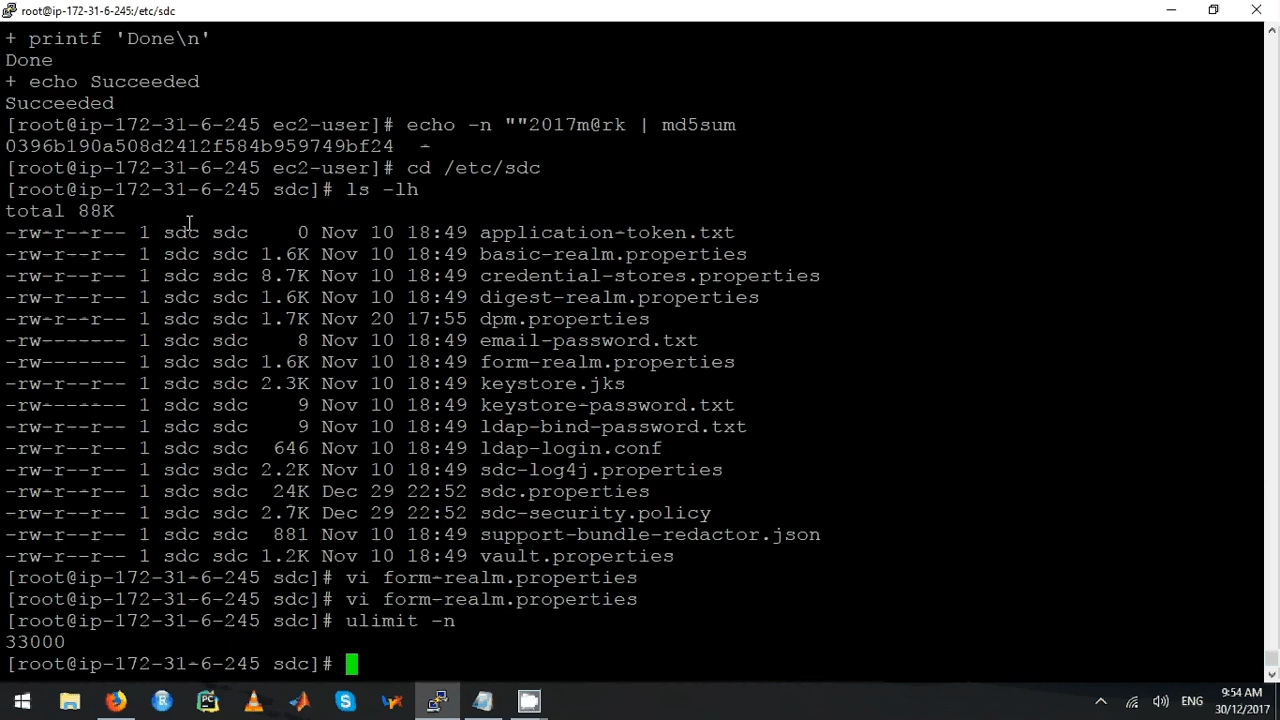 root@ip-172-31-6-245:/etc/sdc
+ printf 'Done\n'
Done
+ echo Succeeded
Succeeded
[root@ip-172-31-6-245 ec2-user]# echo -n ""2017m@rk | md5sum
0396b190a508d2412f584b959749bf24  -
[root@ip-172-31-6-245 ec2-user]# cd /etc/sdc
[root@ip-172-31-6-245 sdc]# ls -lh
total 88K
-rw-r--r-- 1 sdc sdc    0 Nov 10 18:49 application-token.txt
-rw-r--r-- 1 sdc sdc 1.6K Nov 10 18:49 basic-realm.properties
-rw-r--r-- 1 sdc sdc 8.7K Nov 10 18:49 credential-stores.properties
-rw-r--r-- 1 sdc sdc 1.6K Nov 10 18:49 digest-realm.properties
-rw-r--r-- 1 sdc sdc 1.7K Nov 20 17:55 dpm.properties
-rw-r--r-- 1 sdc sdc    8 Nov 10 18:49 email-password.txt
-rw------- 1 sdc sdc 1.6K Nov 10 18:49 form-realm.properties
-rw-r--r-- 1 sdc sdc 2.3K Nov 10 18:49 keystore.jks
-rw------- 1 sdc sdc    9 Nov 10 18:49 keystore-password.txt
-rw-r--r-- 1 sdc sdc    9 Nov 10 18:49 ldap-bind-password.txt
-rw-r--r-- 1 sdc sdc  646 Nov 10 18:49 ldap-login.conf
-rw-r--r-- 1 sdc sdc 2.2K Nov 10 18:49 sdc-log4j.properties
-rw-r--r-- 1 sdc sdc  24K Dec 29 22:52 sdc.properties
-rw-r--r-- 1 sdc sdc 2.7K Dec 29 22:52 sdc-security.policy
-rw-r--r-- 1 sdc sdc  881 Nov 10 18:49 support-bundle-redactor.json
-rw-r--r-- 1 sdc sdc 1.2K Nov 10 18:49 vault.properties
[root@ip-172-31-6-245 sdc]# vi form-realm.properties
[root@ip-172-31-6-245 sdc]# vi form-realm.properties
[root@ip-172-31-6-245 sdc]# ulimit -n
33000
[root@ip-172-31-6-245 sdc]#
R
PC
ENG
9:54 AM
30/12/2017